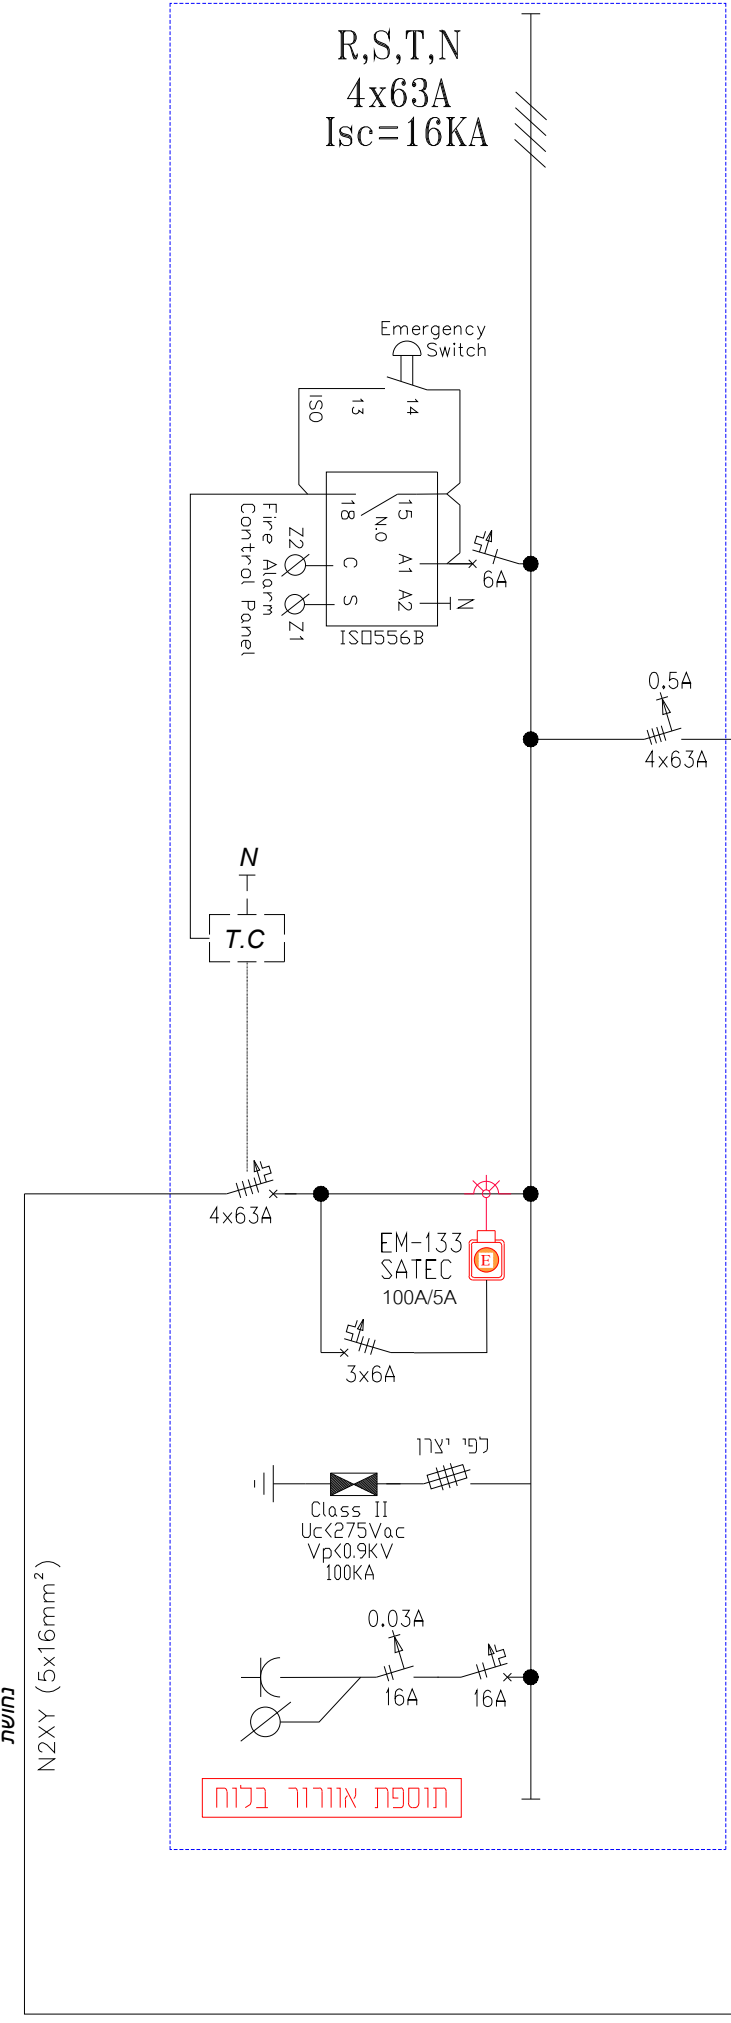 R,S,T,N
4x63A
Isc=16KA
Emergency
Switch
ISO
13
14
18
15
N.O
C
A1
S
A2
N
6A
Z2
Z1
Fire Alarm
Control Panel
ISO556B
0.5A
4x63A
N
T.C
4x63A
EM-133
SATEC
100A/5A
E
3x6A
לפי יצרן
Class II
Uc<275Vac
Vp<0.9KV
100KA
0.03A
16A
16A
נחושת
N2XY (5x16mm²)
תוספת אוורור בלוח